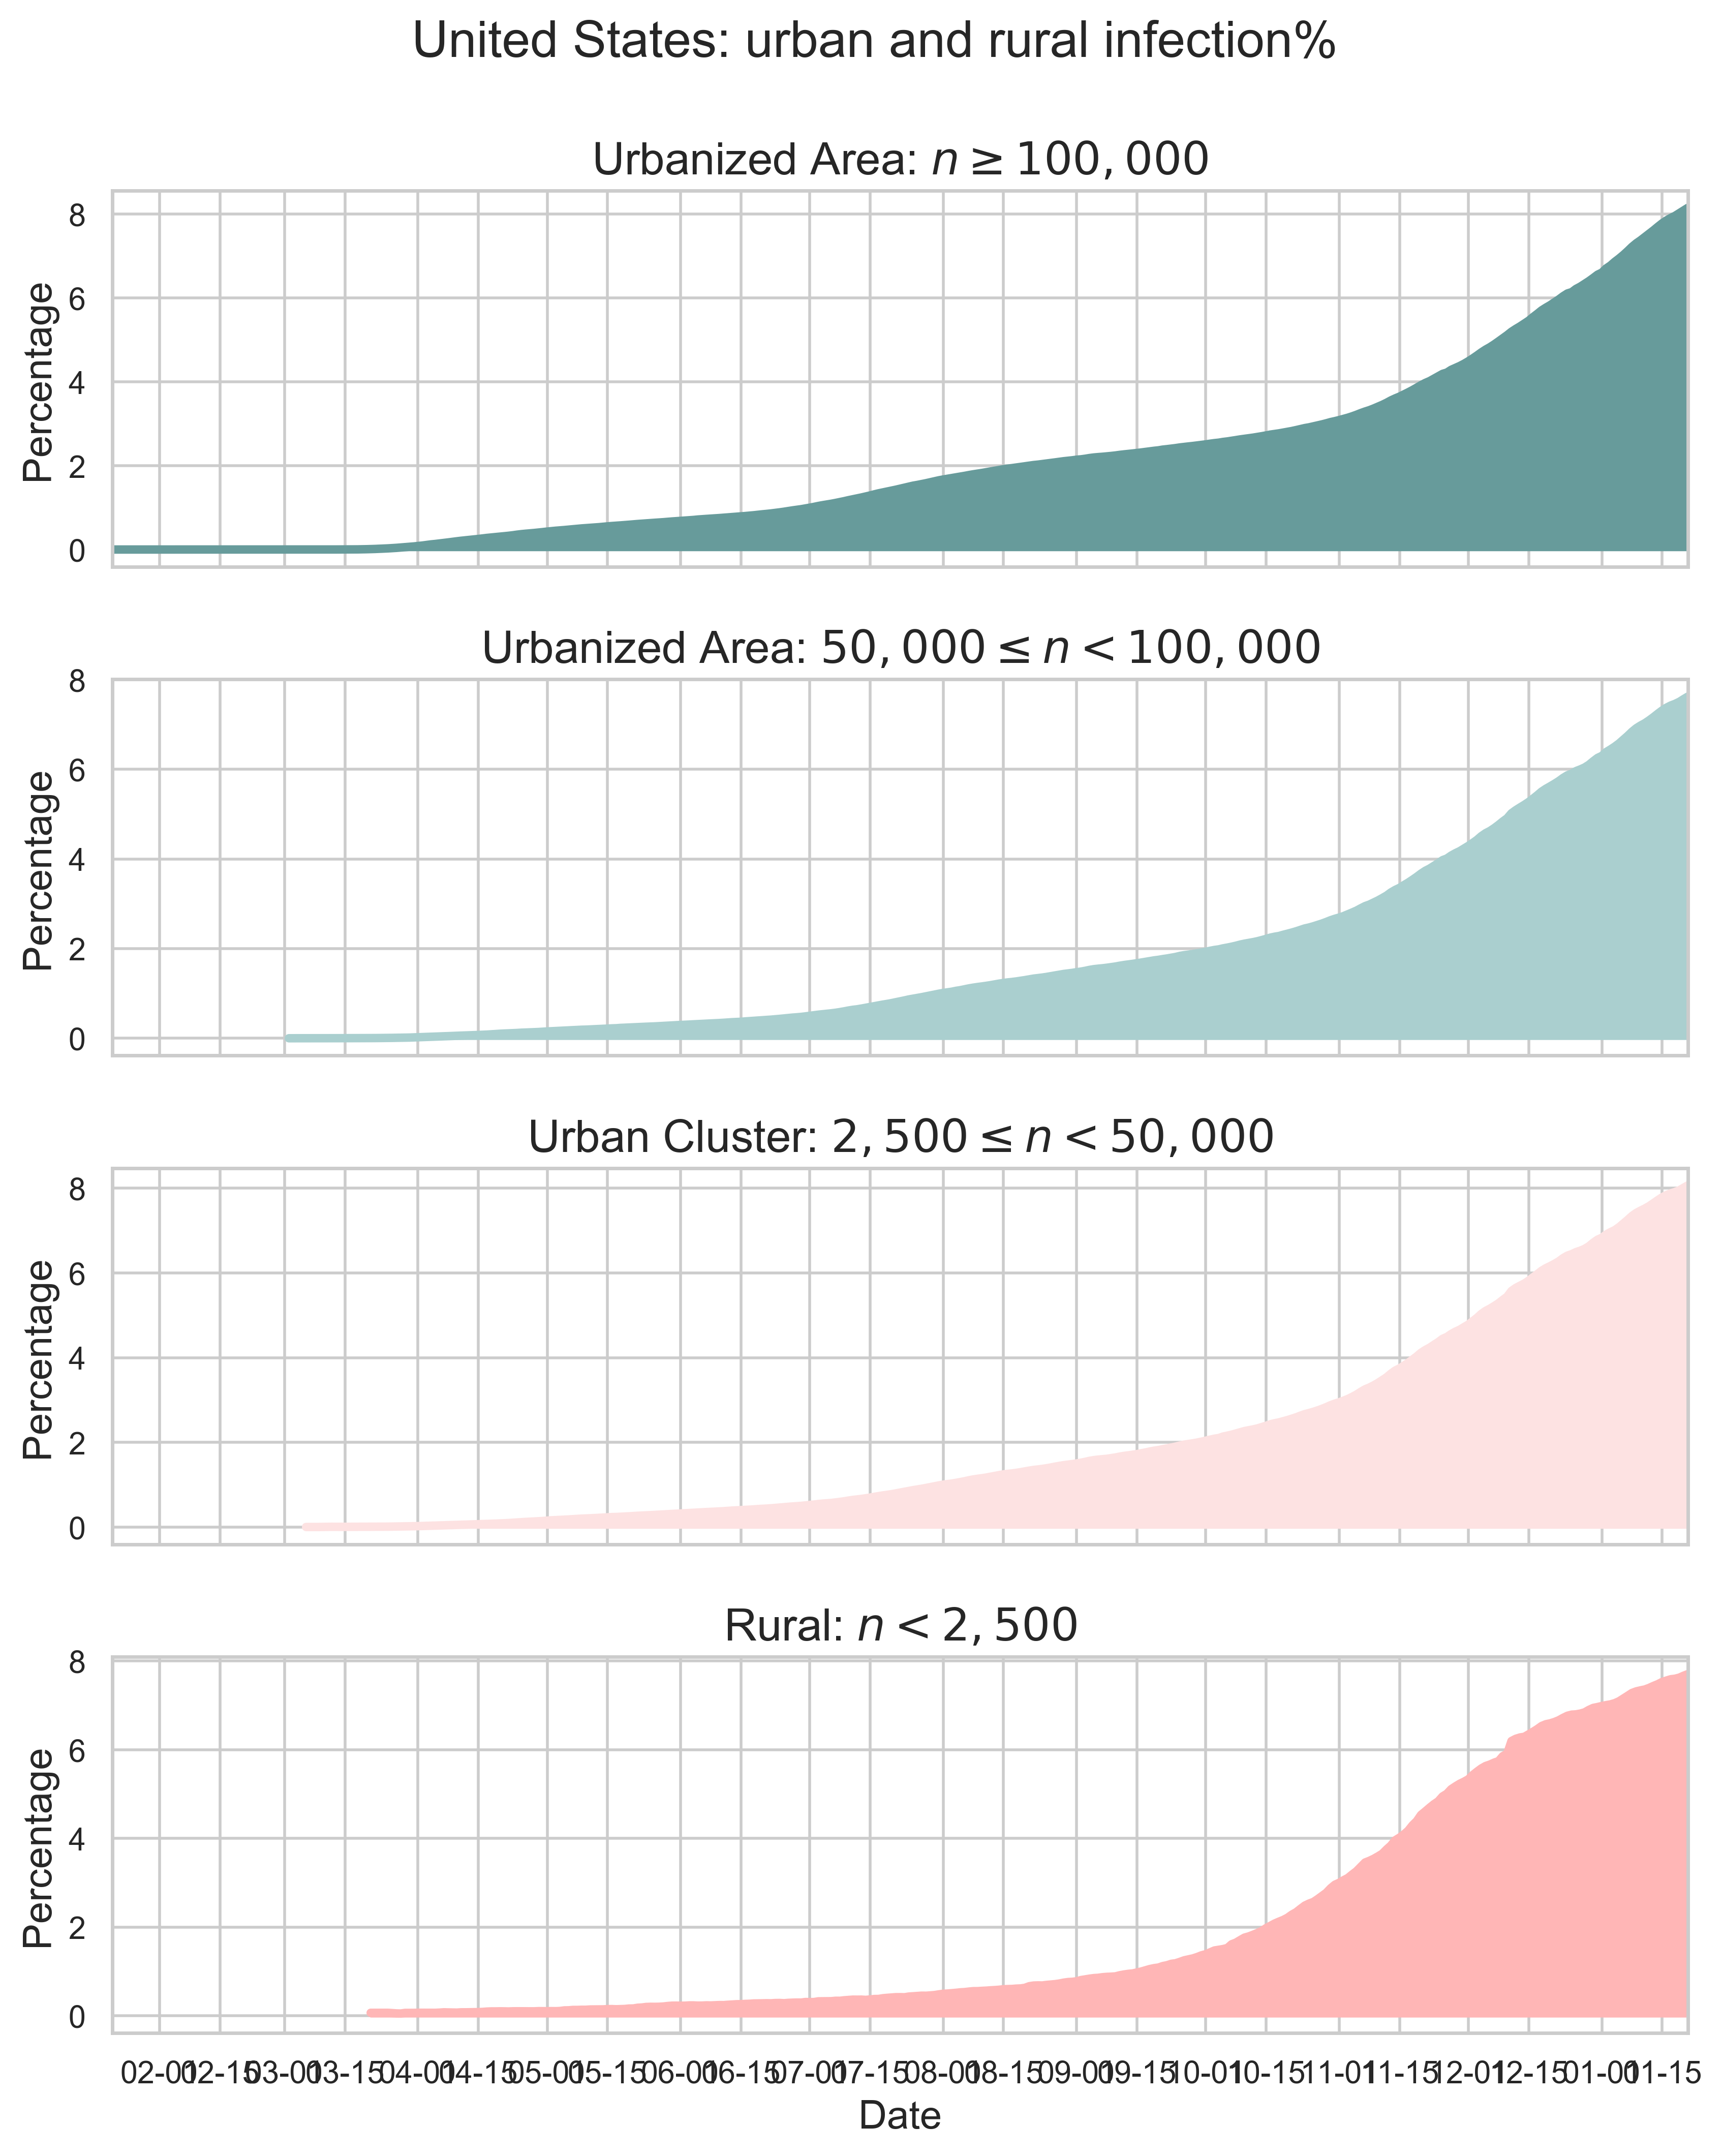 United States: urban and rural infection%
Urbanized Area: n ≥ 100, 000
8
6
4
2
0
Percentage
Urbanized Area: 50, 000 ≤ n < 100, 000
8
6
4
2
0
Percentage
Urban Cluster: 2, 500 ≤ n < 50, 000
8
6
4
2
0
Percentage
Rural: n < 2, 500
8
6
4
2
0
Percentage
02-01 02-15 03-01 03-15 04-01 04-15 05-01 05-15 06-01 06-15 07-01 07-15 08-01 08-15 09-01 09-15 10-01 10-15 11-01 11-15 12-01 12-15 01-01 01-15
Date